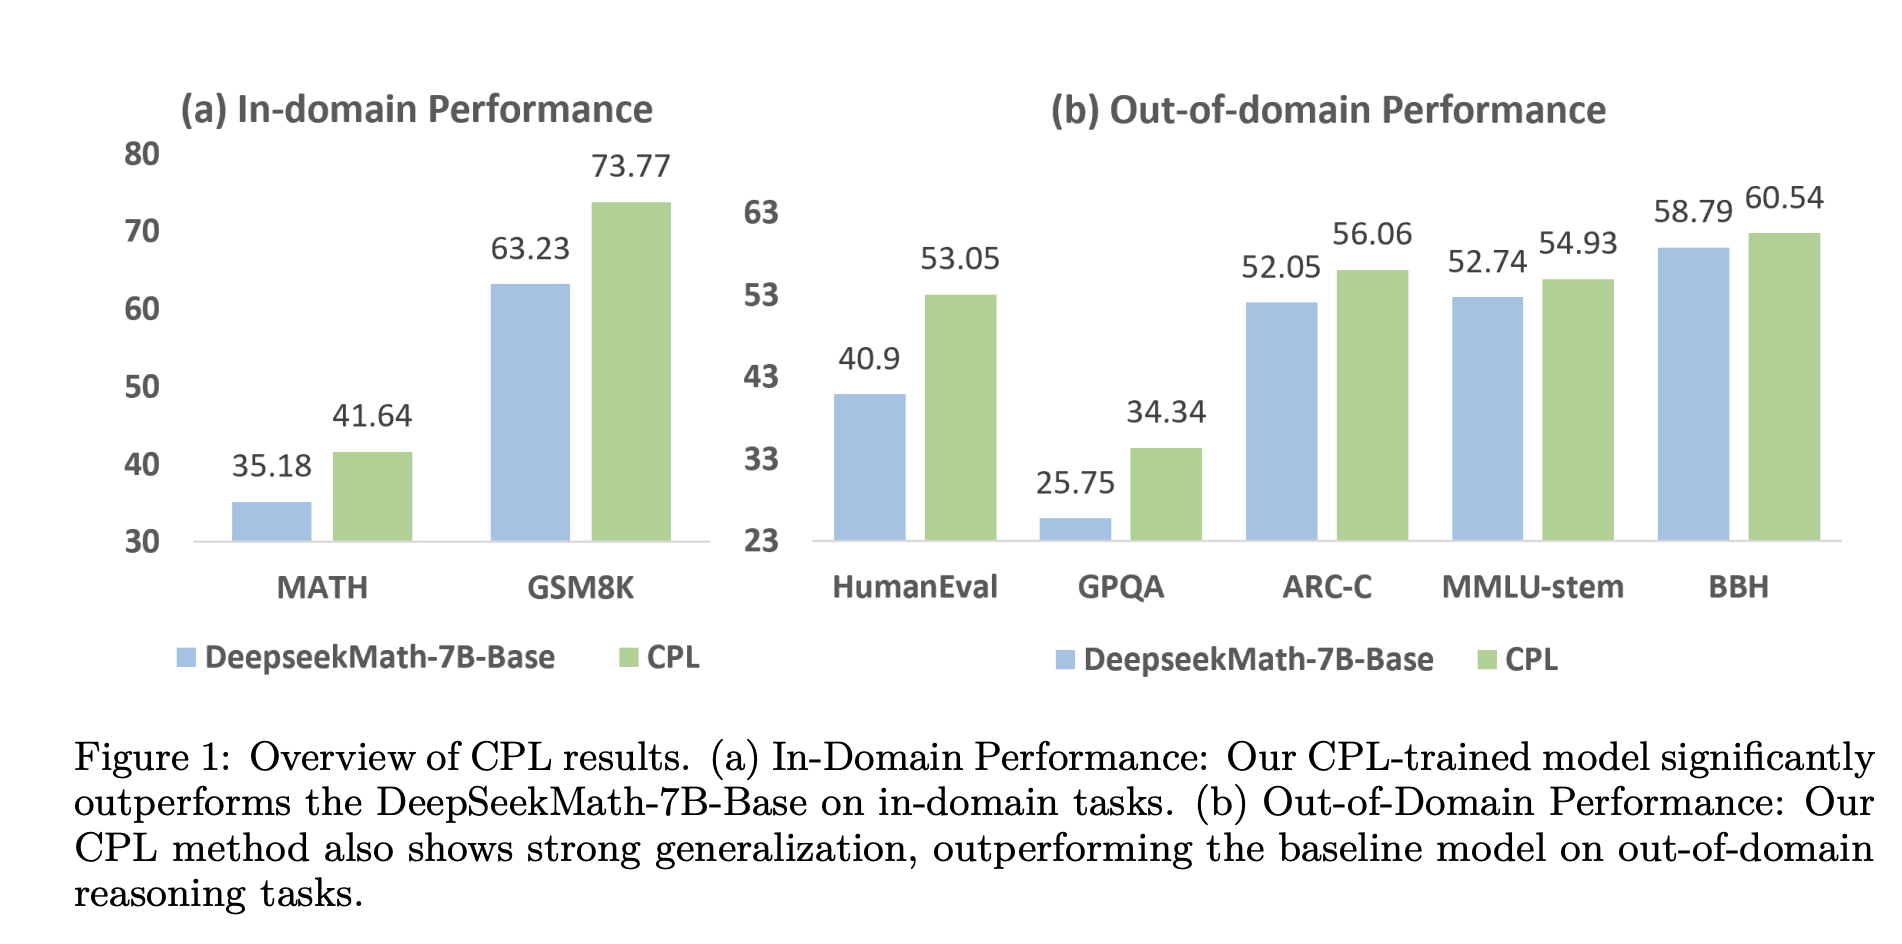 (a) In-domain Performance
80
70
60
50
40
30
35.18
41.64
63.23
73.77
MATH
GSM8K
DeepseekMath-7B-Base
CPL
(b) Out-of-domain Performance
63
53
43
33
23
40.9
53.05
25.75
34.34
52.05
56.06
52.74
54.93
58.79
60.54
HumanEval
GPQA
ARC-C
MMLU-stem
BBH
DeepseekMath-7B-Base
CPL
Figure 1: Overview of CPL results. (a) In-Domain Performance: Our CPL-trained model significantly
outperforms the DeepSeekMath-7B-Base on in-domain tasks. (b) Out-of-Domain Performance: Our
CPL method also shows strong generalization, outperforming the baseline model on out-of-domain
reasoning tasks.